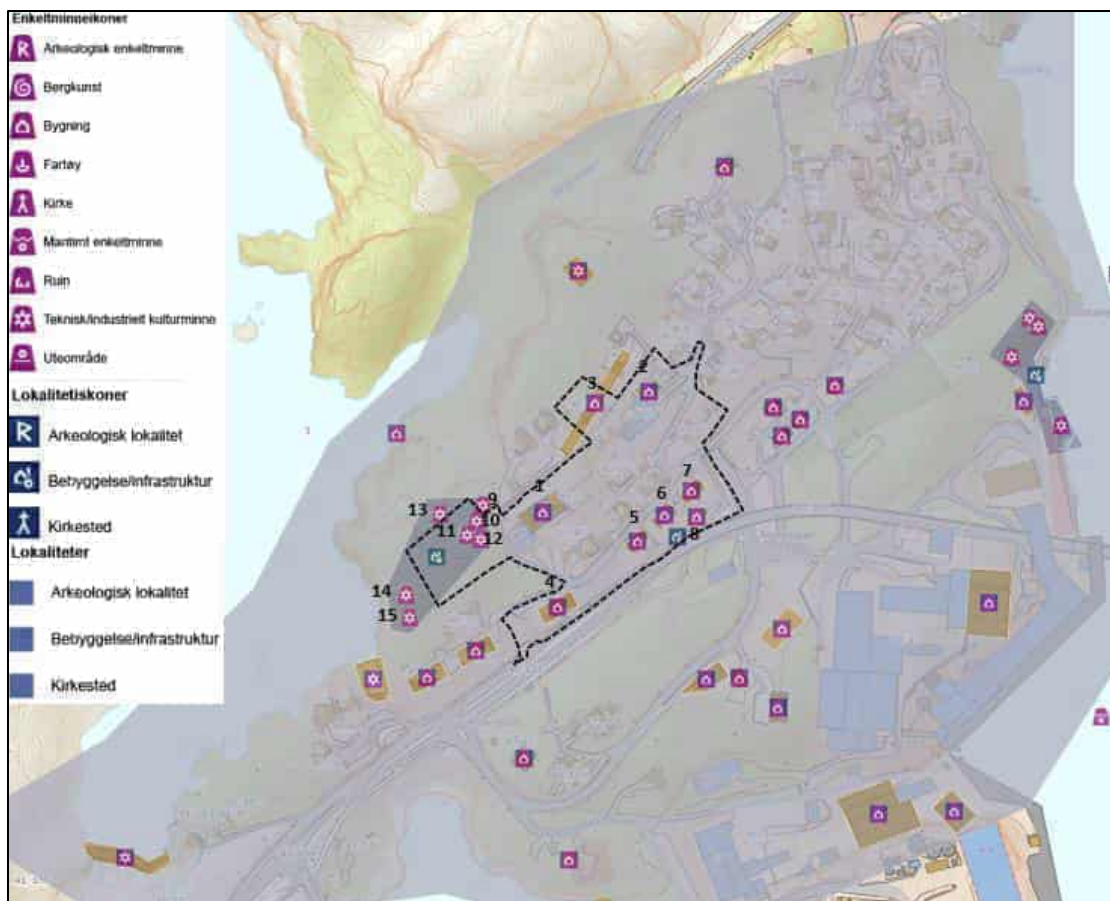 Enkeltminneikoner
Arkeologisk enkeltminne
Bergkunst
Bygning
Fartøy
Kirke
Maritimt enkeltminne
Ruin
Teknisk/industrielt kulturminne
Uteområde
Lokalitetiskoner
Arkeologisk lokalitet
Bebyggelse/infrastruktur
Kirkested
Lokaliteter
Arkeologisk lokalitet
Bebyggelse/infrastruktur
Kirkested
2
3
1
7
6
5
8
9
13
10
11
12
4
14
15